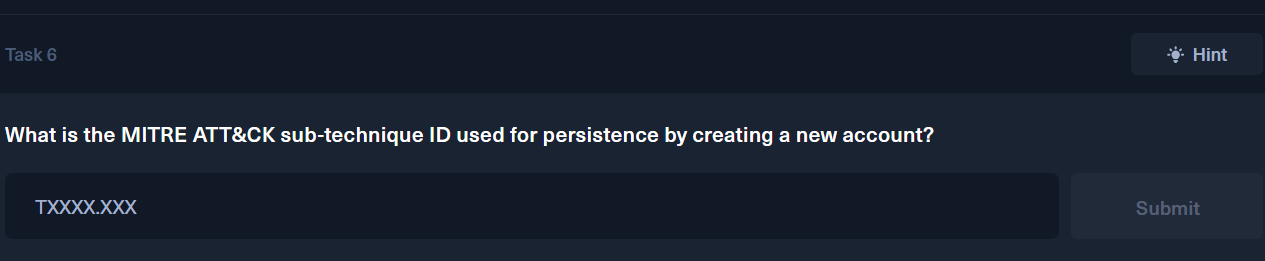 Task 6
Hint
What is the MITRE ATT&CK sub-technique ID used for persistence by creating a new account?
TXXXX.XXX
Submit